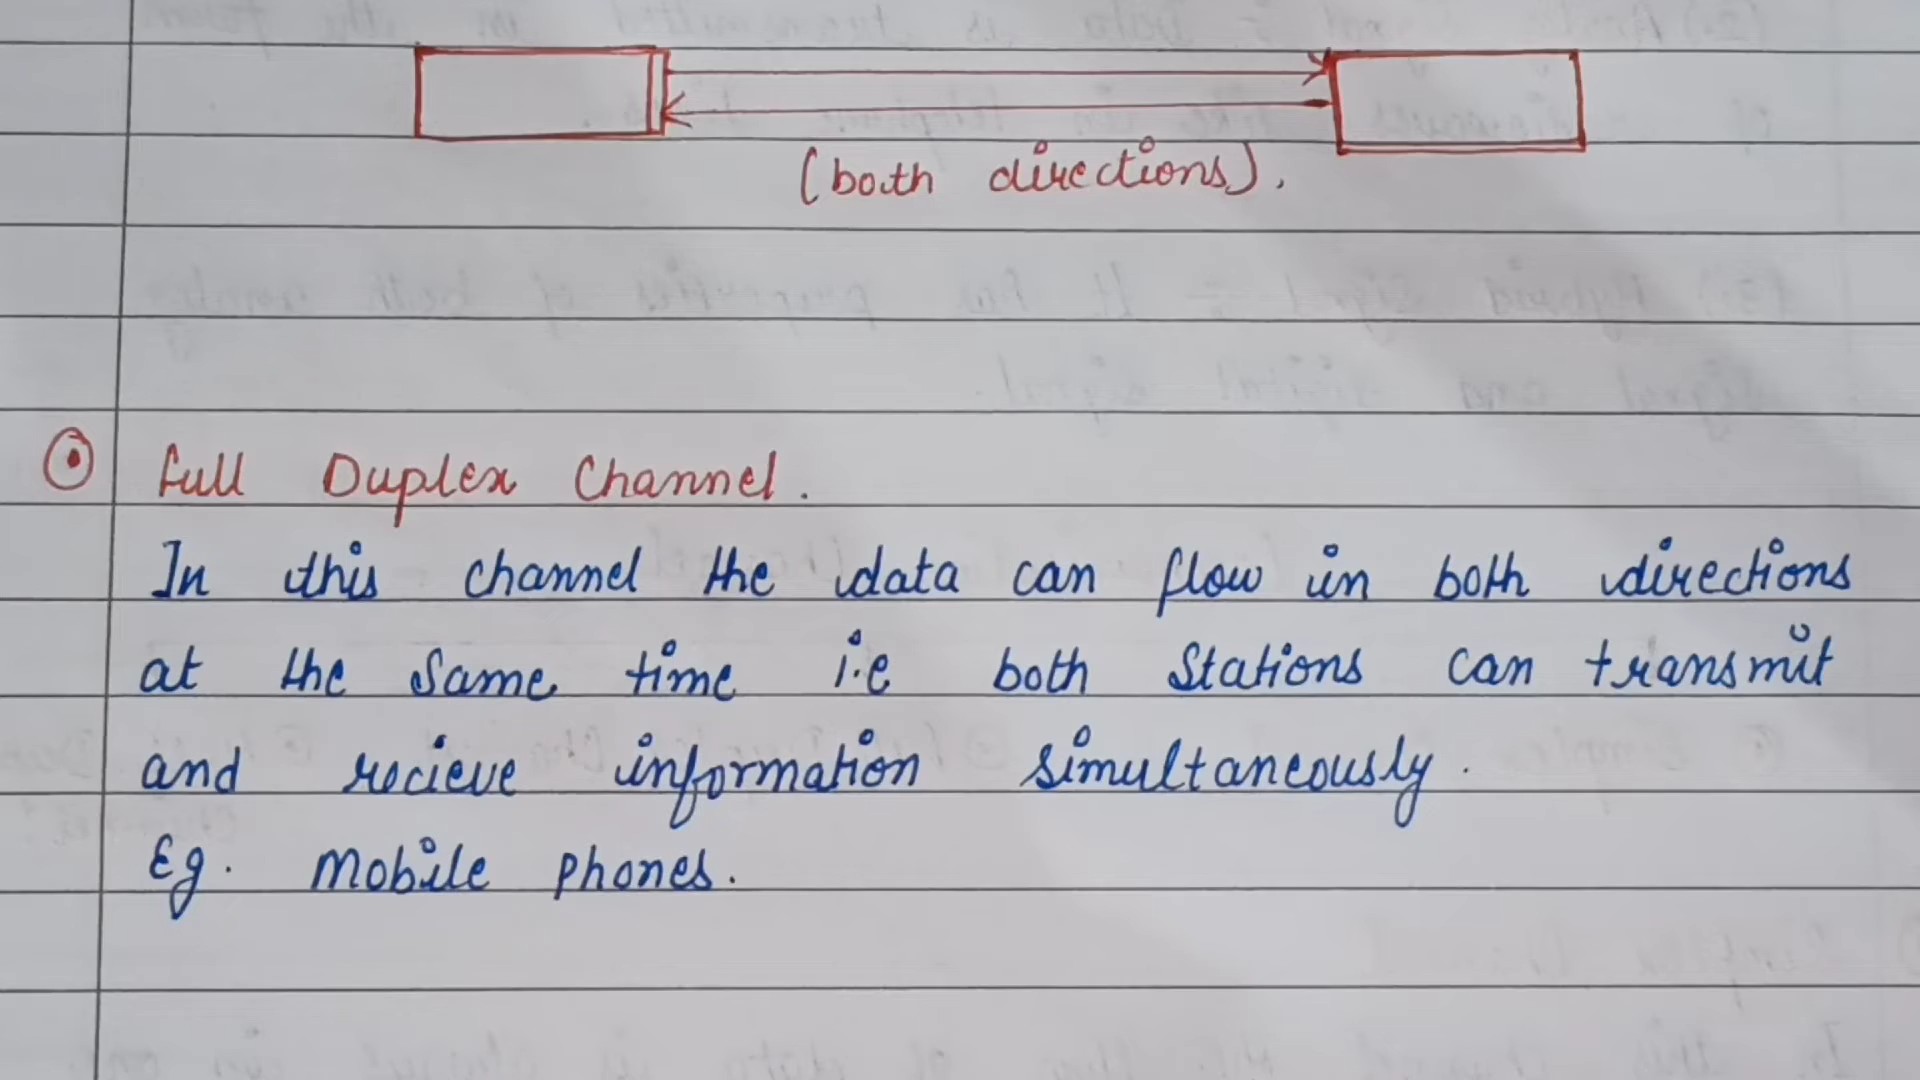 (both directions).
Full Duplex Channel.
In this channel the data can flow in both directions
at the same time i.e both Stations can transmit
and recieve information simultaneously.
Eg. Mobile phones.